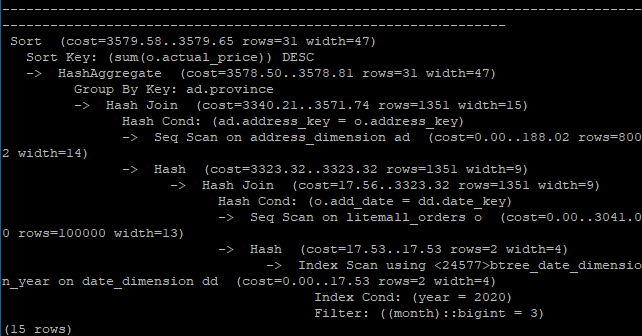 --------------------------------------------------------------------------------
---------------------------------------------------------------
 Sort  (cost=3579.58..3579.65 rows=31 width=47)
   Sort Key: (sum(o.actual_price)) DESC
   ->  HashAggregate  (cost=3578.50..3578.81 rows=31 width=47)
         Group By Key: ad.province
         ->  Hash Join  (cost=3340.21..3571.74 rows=1351 width=15)
               Hash Cond: (ad.address_key = o.address_key)
               ->  Seq Scan on address_dimension ad  (cost=0.00..188.02 rows=800
2 width=14)
               ->  Hash  (cost=3323.32..3323.32 rows=1351 width=9)
                     ->  Hash Join  (cost=17.56..3323.32 rows=1351 width=9)
                           Hash Cond: (o.add_date = dd.date_key)
                           ->  Seq Scan on litemall_orders o  (cost=0.00..3041.0
0 rows=100000 width=13)
                           ->  Hash  (cost=17.53..17.53 rows=2 width=4)
                                 ->  Index Scan using <24577>btree_date_dimensio
n_year on date_dimension dd  (cost=0.00..17.53 rows=2 width=4)
                                       Index Cond: (year = 2020)
                                       Filter: ((month)::bigint = 3)
(15 rows)